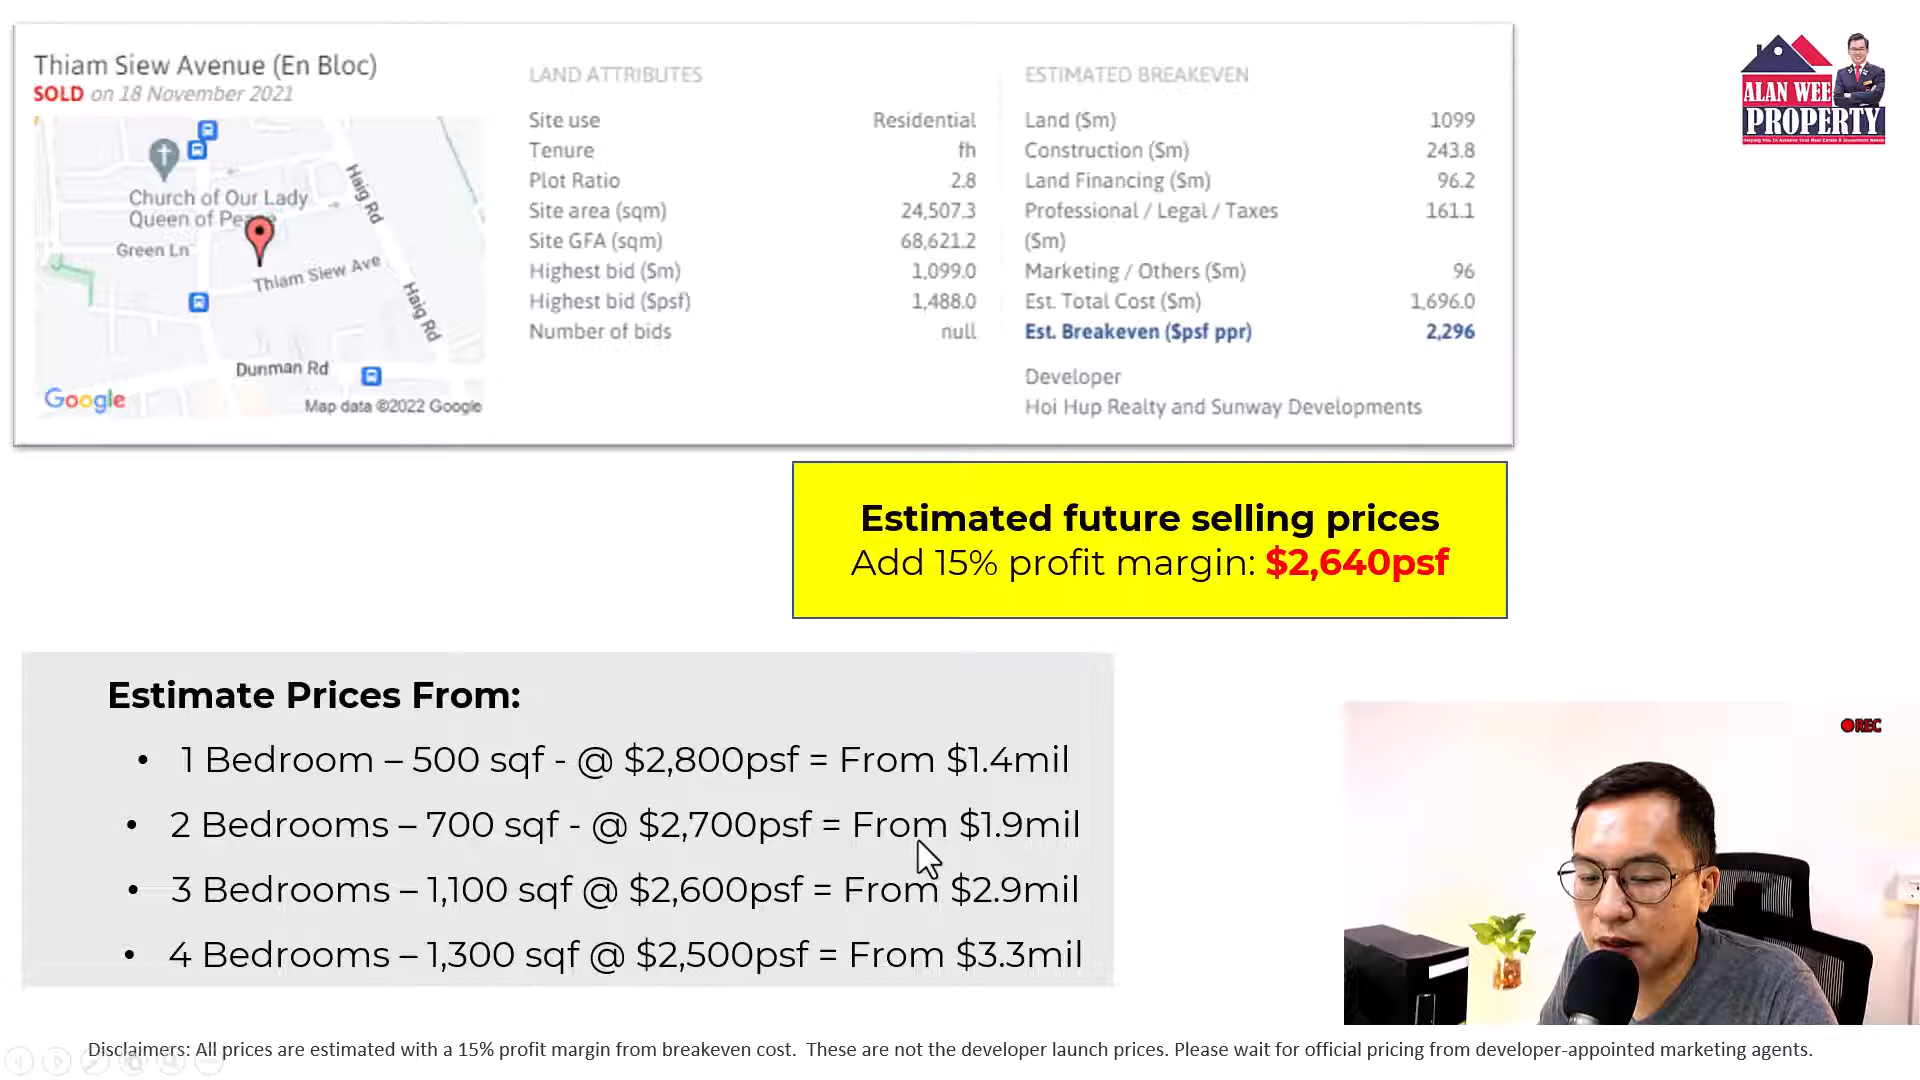 Thiam Siew Avenue (En Bloc)
SOLD on 18 November 2021
Church of Our Lady
Queen of Peace
Green Ln
Thiam Siew Ave
Haig Rd
Haig Rd
Dunman Rd
Google
Map data ©2022 Google
LAND ATTRIBUTES
Site use Residential
Tenure fh
Plot Ratio 2.8
Site area (sqm) 24,507.3
Site GFA (sqm) 68,621.2
Highest bid ($m) 1,099.0
Highest bid ($psf) 1,488.0
Number of bids null
ESTIMATED BREAKEVEN
Land ($m) 1099
Construction ($m) 243.8
Land Financing ($m) 96.2
Professional / Legal / Taxes 161.1
($m)
Marketing / Others ($m) 96
Est. Total Cost ($m) 1,696.0
Est. Breakeven ($psf ppr) 2,296
Developer
Hoi Hup Realty and Sunway Developments
ALAN WEE
PROPERTY
Helping You To Achieve Your Real Estate & Investment Needs
Estimated future selling prices
Add 15% profit margin: $2,640psf
Estimate Prices From:
• 1 Bedroom – 500 sqf - @ $2,800psf = From $1.4mil
• 2 Bedrooms – 700 sqf - @ $2,700psf = From $1.9mil
• 3 Bedrooms – 1,100 sqf @ $2,600psf = From $2.9mil
• 4 Bedrooms – 1,300 sqf @ $2,500psf = From $3.3mil
REC
Disclaimers: All prices are estimated with a 15% profit margin from breakeven cost. These are not the developer launch prices. Please wait for official pricing from developer-appointed marketing agents.